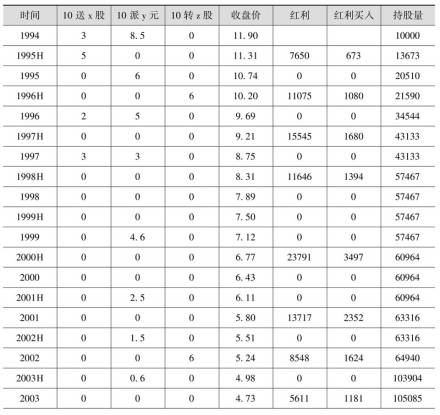 时间 10 送 x 股 10 派 y 元 10 转 z 股 收盘价 红利 红利买入 持股数
1994 3 8.5 0 11.90 10000
1995H 5 0 0 11.31 7650 673 13673
1995 0 6 0 10.74 0 0 20510
1996H 0 0 6 10.20 11075 1080 21590
1996 2 5 0 9.69 0 0 34544
1997H 0 0 0 9.21 15545 1680 43133
1997 3 3 0 8.75 0 0 43133
1998H 0 0 0 8.31 11646 1394 57467
1998 0 0 0 7.89 0 0 57467
1999H 0 0 0 7.50 0 0 57467
1999 0 4.6 0 7.12 0 0 57467
2000H 0 0 0 6.77 23791 3497 60964
2000 0 0 0 6.43 0 0 60964
2001H 0 2.5 0 6.11 0 0 60964
2001 0 0 0 5.80 13717 2352 63316
2002H 0 1.5 0 5.51 0 0 63316
2002 0 0 6 5.24 8548 1624 64940
2003H 0 0.6 0 4.98 0 0 103904
2003 0 0 0 4.73 5611 1181 105085